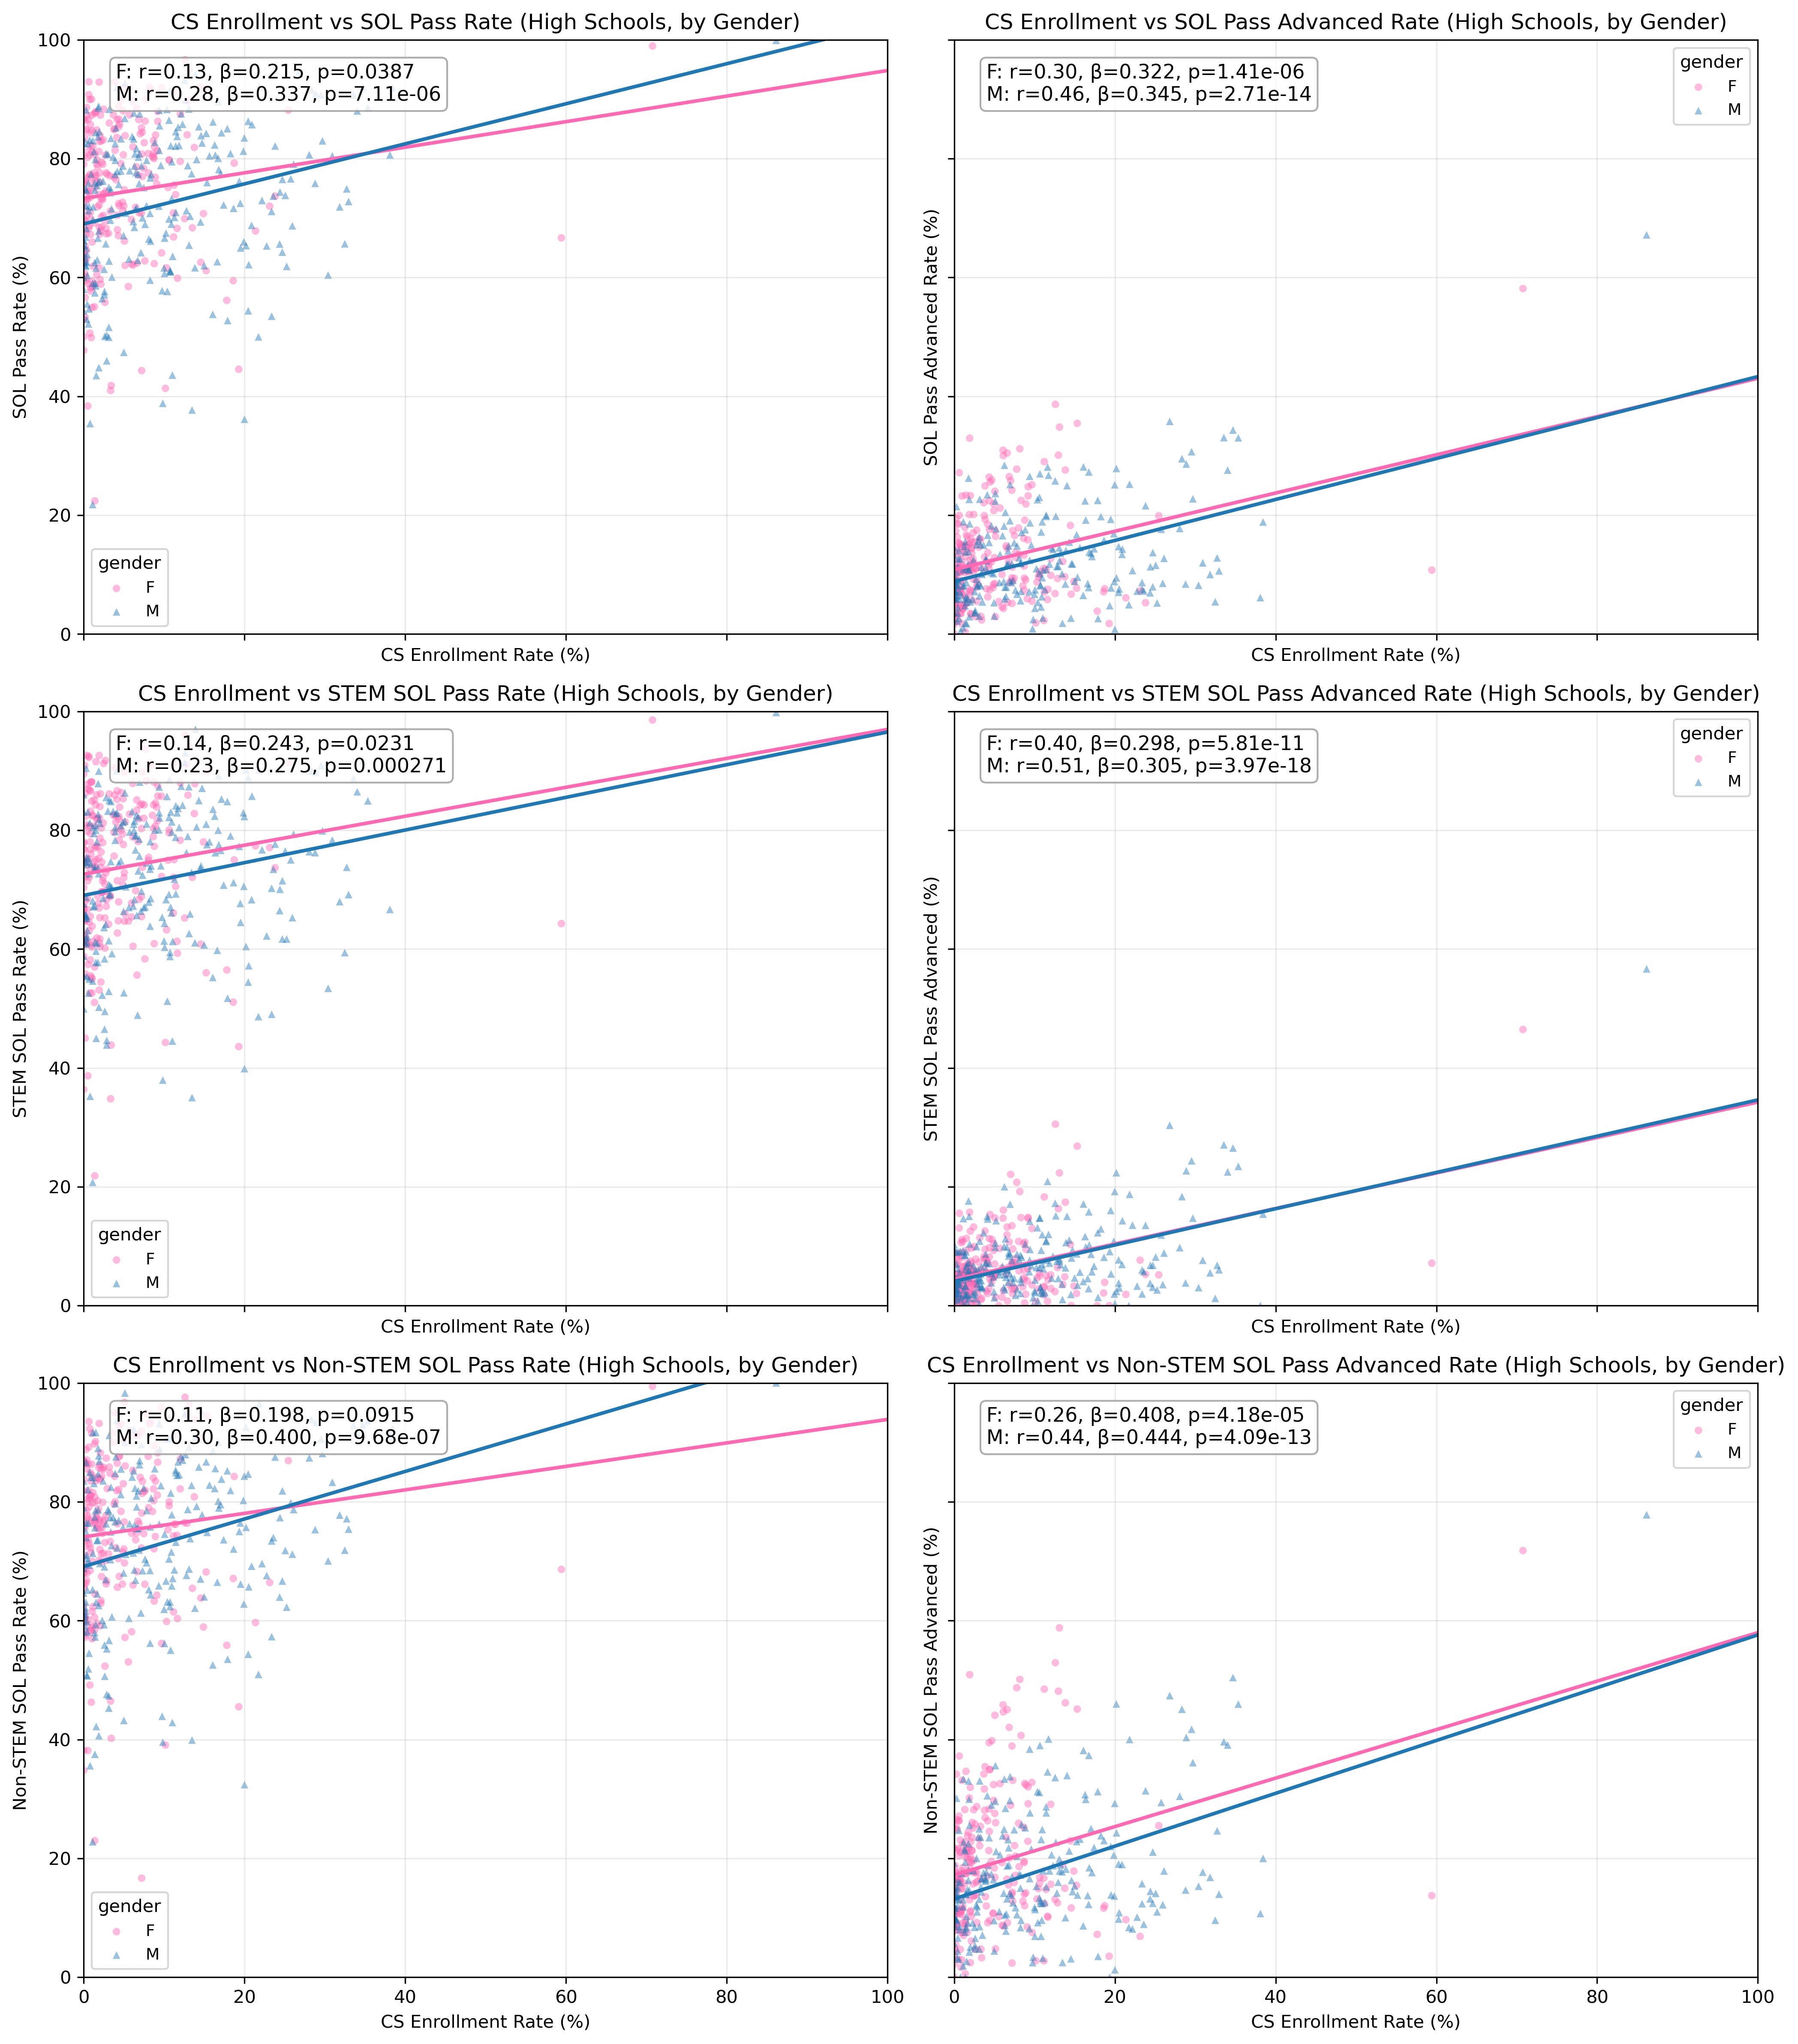 CS Enrollment vs SOL Pass Rate (High Schools, by Gender)
F: r=0.13, β=0.215, p=0.0387
M: r=0.28, β=0.337, p=7.11e-06
100
80
60
40
20
0
SOL Pass Rate (%)
gender
F
M
CS Enrollment Rate (%)
CS Enrollment vs SOL Pass Advanced Rate (High Schools, by Gender)
F: r=0.30, β=0.322, p=1.41e-06
M: r=0.46, β=0.345, p=2.71e-14
gender
F
M
SOL Pass Advanced Rate (%)
CS Enrollment Rate (%)
CS Enrollment vs STEM SOL Pass Rate (High Schools, by Gender)
F: r=0.14, β=0.243, p=0.0231
M: r=0.23, β=0.275, p=0.000271
100
80
60
40
20
0
STEM SOL Pass Rate (%)
gender
F
M
CS Enrollment Rate (%)
CS Enrollment vs STEM SOL Pass Advanced Rate (High Schools, by Gender)
F: r=0.40, β=0.298, p=5.81e-11
M: r=0.51, β=0.305, p=3.97e-18
gender
F
M
STEM SOL Pass Advanced (%)
CS Enrollment Rate (%)
CS Enrollment vs Non-STEM SOL Pass Rate (High Schools, by Gender)
F: r=0.11, β=0.198, p=0.0915
M: r=0.30, β=0.400, p=9.68e-07
100
80
60
40
20
0
Non-STEM SOL Pass Rate (%)
gender
F
M
0 20 40 60 80 100
CS Enrollment Rate (%)
CS Enrollment vs Non-STEM SOL Pass Advanced Rate (High Schools, by Gender)
F: r=0.26, β=0.408, p=4.18e-05
M: r=0.44, β=0.444, p=4.09e-13
gender
F
M
Non-STEM SOL Pass Advanced (%)
0 20 40 60 80 100
CS Enrollment Rate (%)